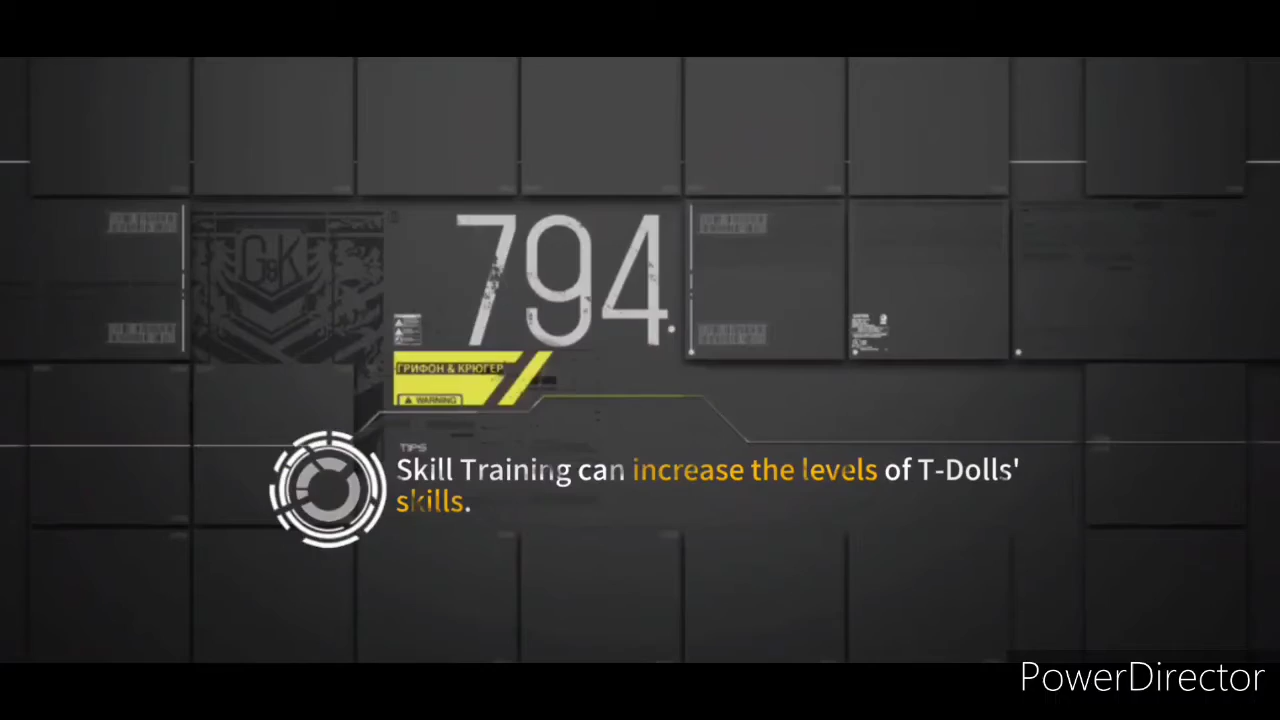 G&K
794.
ГРИФОН & КРЮГЕР
WARNING
TIPS
Skill Training can increase the levels of T-Dolls'
skills.
PowerDirector